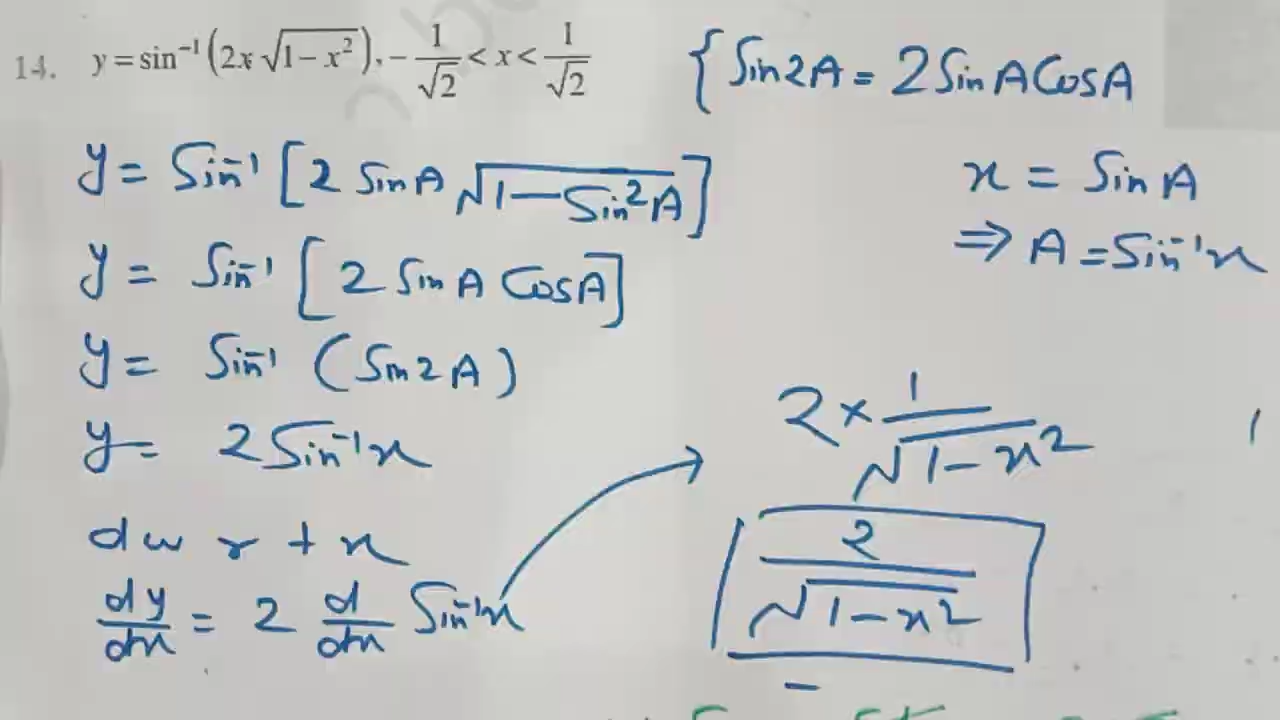 14. y = sin⁻¹(2x √(1−x²)), −1/√2 < x < 1/√2
{ Sin2A = 2SinACosA
y = Sin⁻¹ [2 SinA √(1−Sin²A)]
x = SinA
y = Sin⁻¹ [2 SinA CosA]
⇒ A = Sin⁻¹x
y = Sin⁻¹ (Sin2A)
y = 2Sin⁻¹x
2 × 1/√(1−x²)
d w r t x
dy/dx = 2 d/dx Sin⁻¹x
2/√(1−x²)